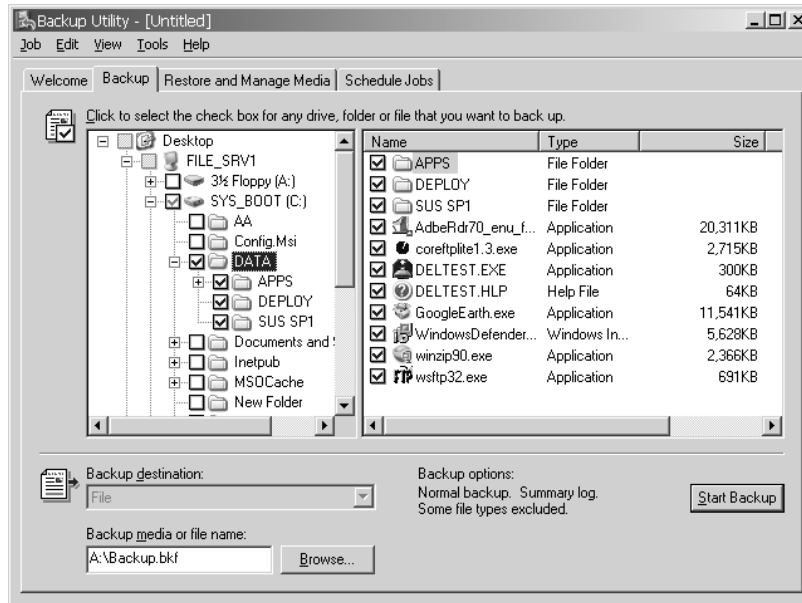 Backup Utility - [Untitled]
Job Edit View Tools Help
Welcome Backup Restore and Manage Media Schedule Jobs
Click to select the check box for any drive, folder or file that you want to back up.
Desktop
FILE_SRV1
3½ Floppy (A:)
SYS_BOOT (C:)
AA
Config.Msi
DATA
APPS
DEPLOY
SUS SP1
Documents and
Inetpub
MSOCache
New Folder
Name Type Size
APPS File Folder
DEPLOY File Folder
SUS SP1 File Folder
AdbeRdr70_enu_f... Application 20,311KB
coreftplite1.3.exe Application 2,715KB
DELTEST.EXE Application 300KB
DELTEST.HLP Help File 64KB
GoogleEarth.exe Application 11,541KB
WindowsDefender... Windows In... 5,628KB
winzip90.exe Application 2,366KB
wsftp32.exe Application 691KB
Backup destination:
File
Backup media or file name:
A:\Backup.bkf
Browse...
Backup options:
Normal backup. Summary log.
Some file types excluded.
Start Backup